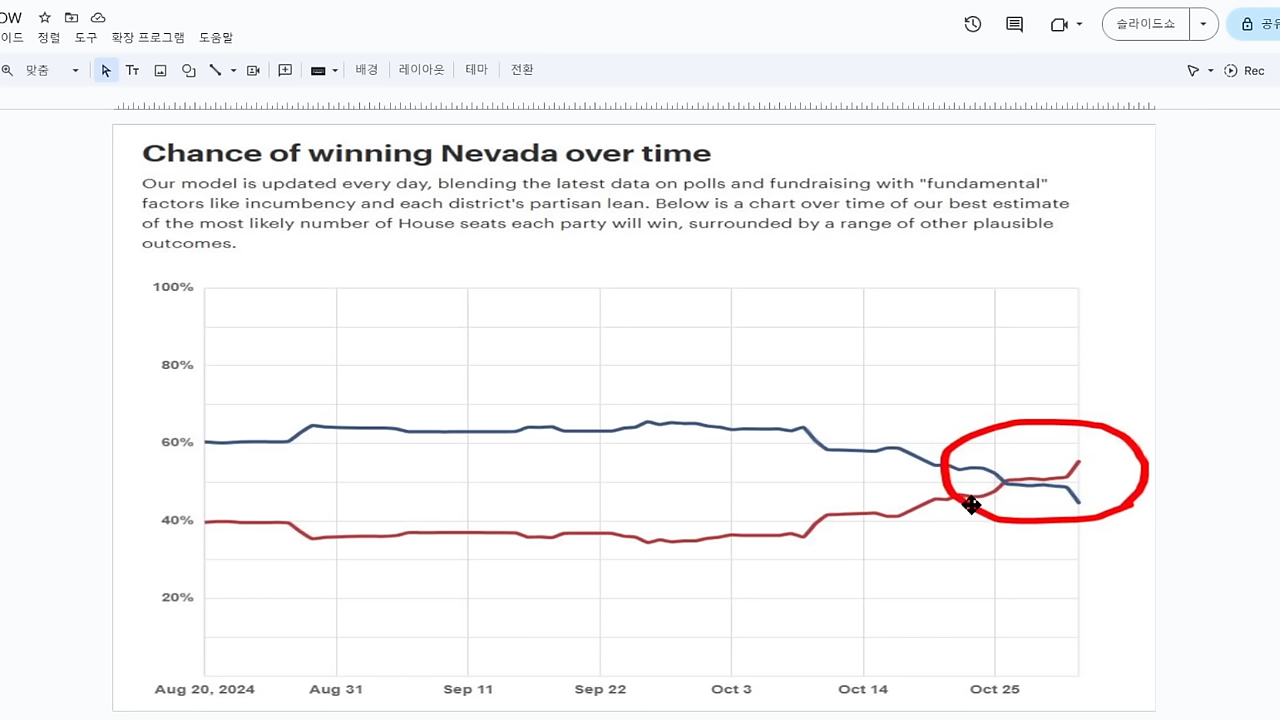 OW
이드 정렬 도구 확장 프로그램 도움말
슬라이드쇼
공유
맞춤
Tт
배경 레이아웃 테마 전환
Rec
Chance of winning Nevada over time
Our model is updated every day, blending the latest data on polls and fundraising with "fundamental"
factors like incumbency and each district's partisan lean. Below is a chart over time of our best estimate
of the most likely number of House seats each party will win, surrounded by a range of other plausible
outcomes.
100%
80%
60%
40%
20%
Aug 20, 2024 Aug 31 Sep 11 Sep 22 Oct 3 Oct 14 Oct 25